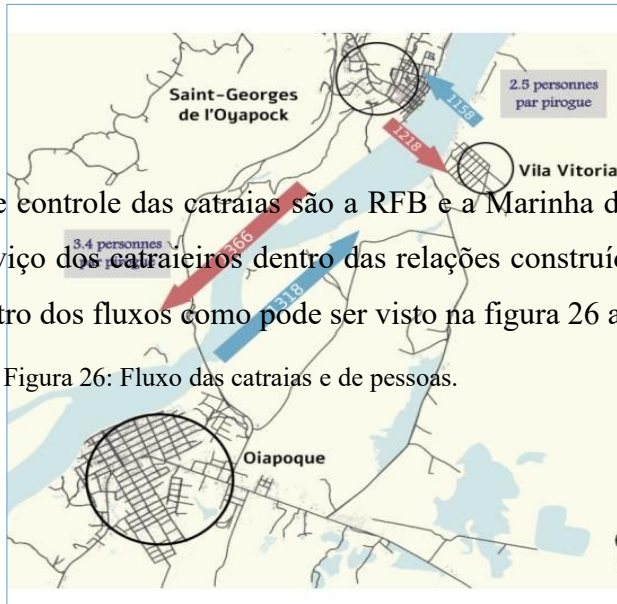 Saint-Georges
de l'Oyapock
2.5 personnes
par pirogue
1158
1218
Vila Vitoria
e controle das catraias são a RFB e a Marinha d
3.4 personnes
par pirogue
366
viço dos catraieiros dentro das relações construí
1318
tro dos fluxos como pode ser visto na figura 26 a
Figura 26: Fluxo das catraias e de pessoas.
Oiapoque